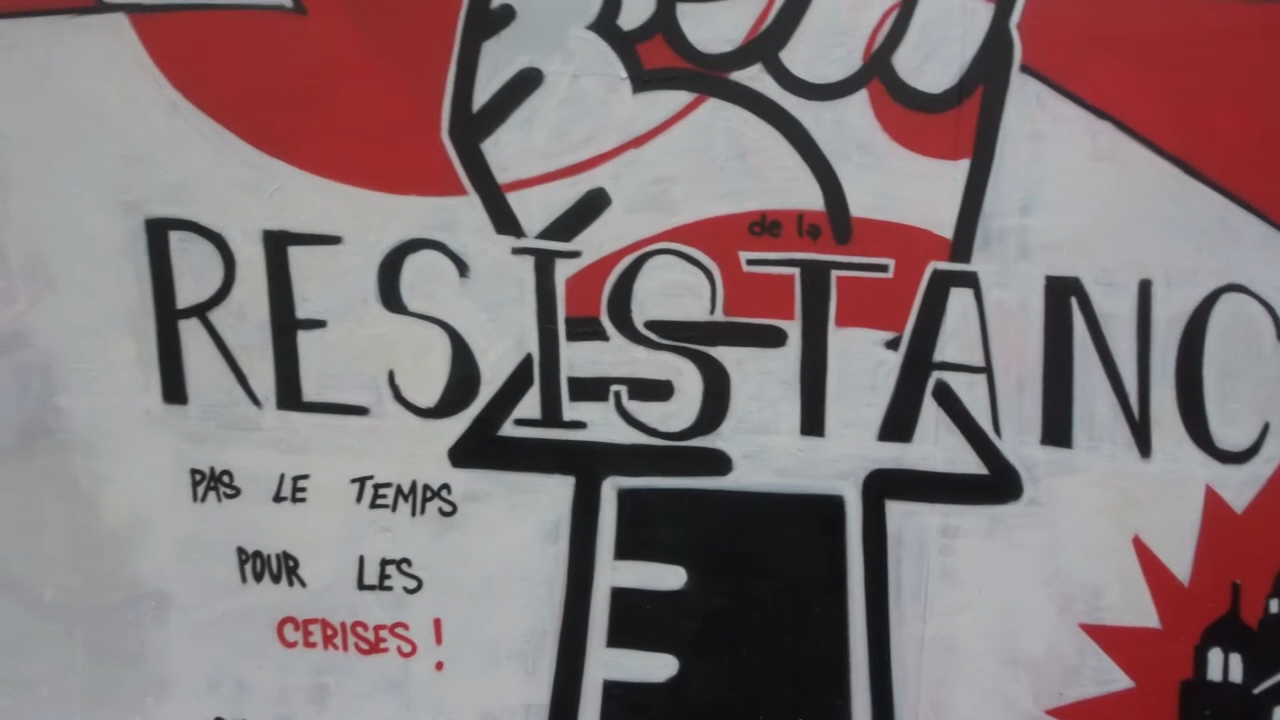 de la
RESISTANC
PAS LE TEMPS
POUR LES
CERISES !